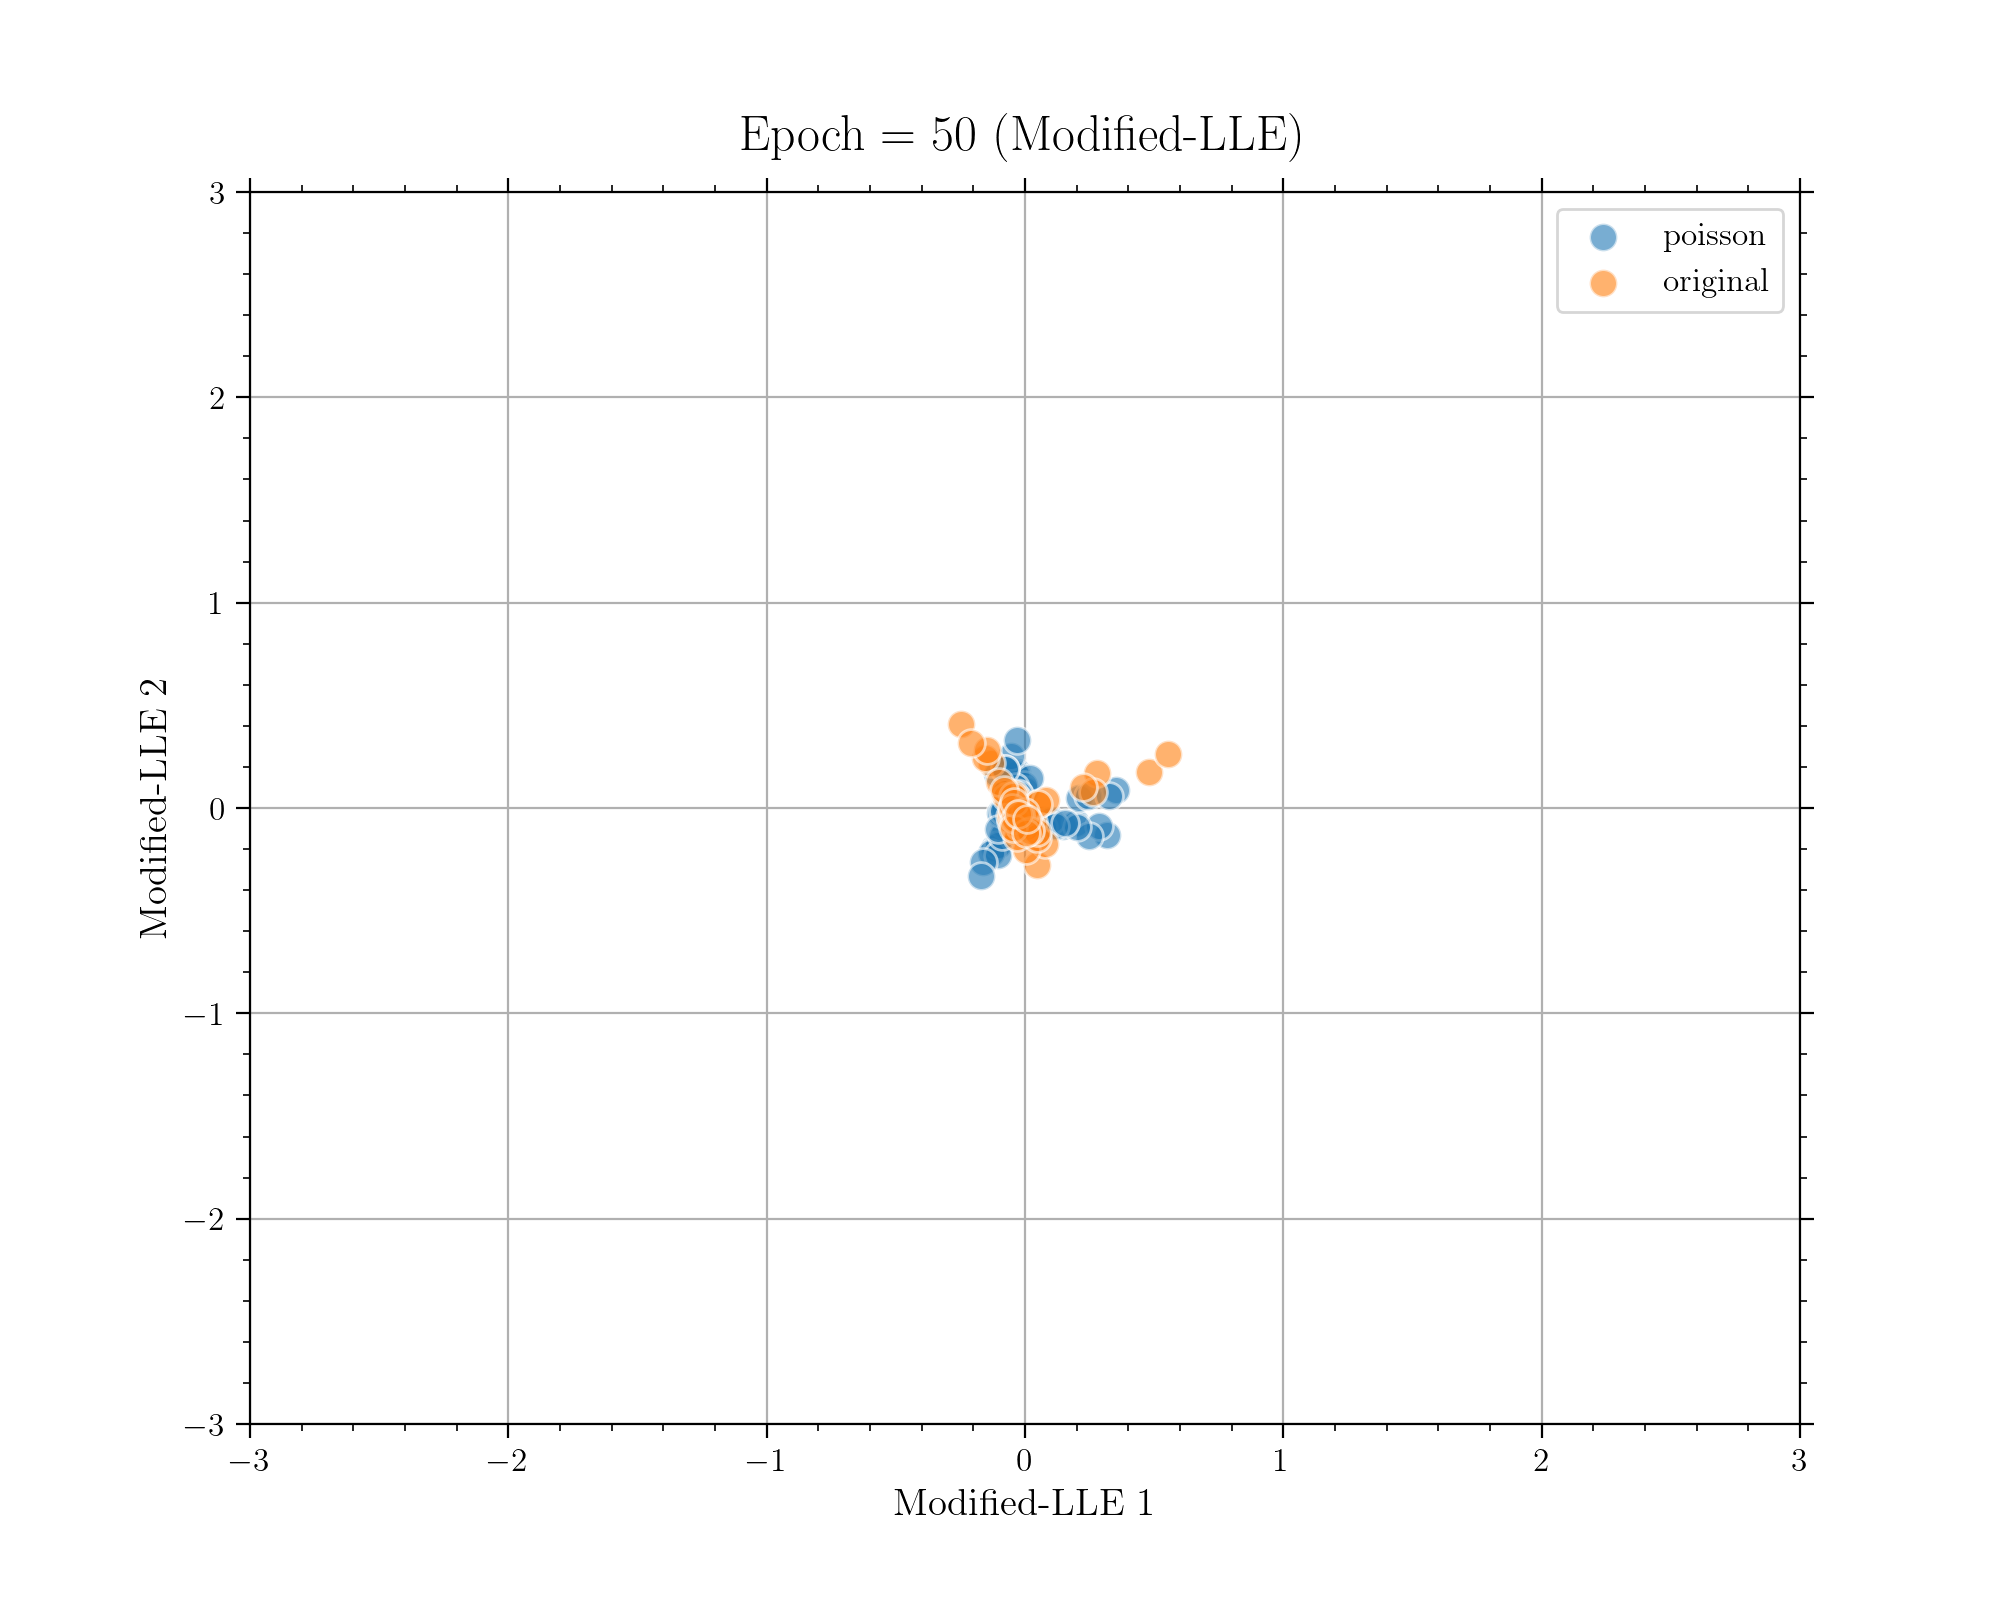 Epoch = 50 (Modified-LLE)
poisson
original
3
2
1
0
−1
−2
−3
Modified-LLE 2
−3
−2
−1
0
1
2
3
Modified-LLE 1